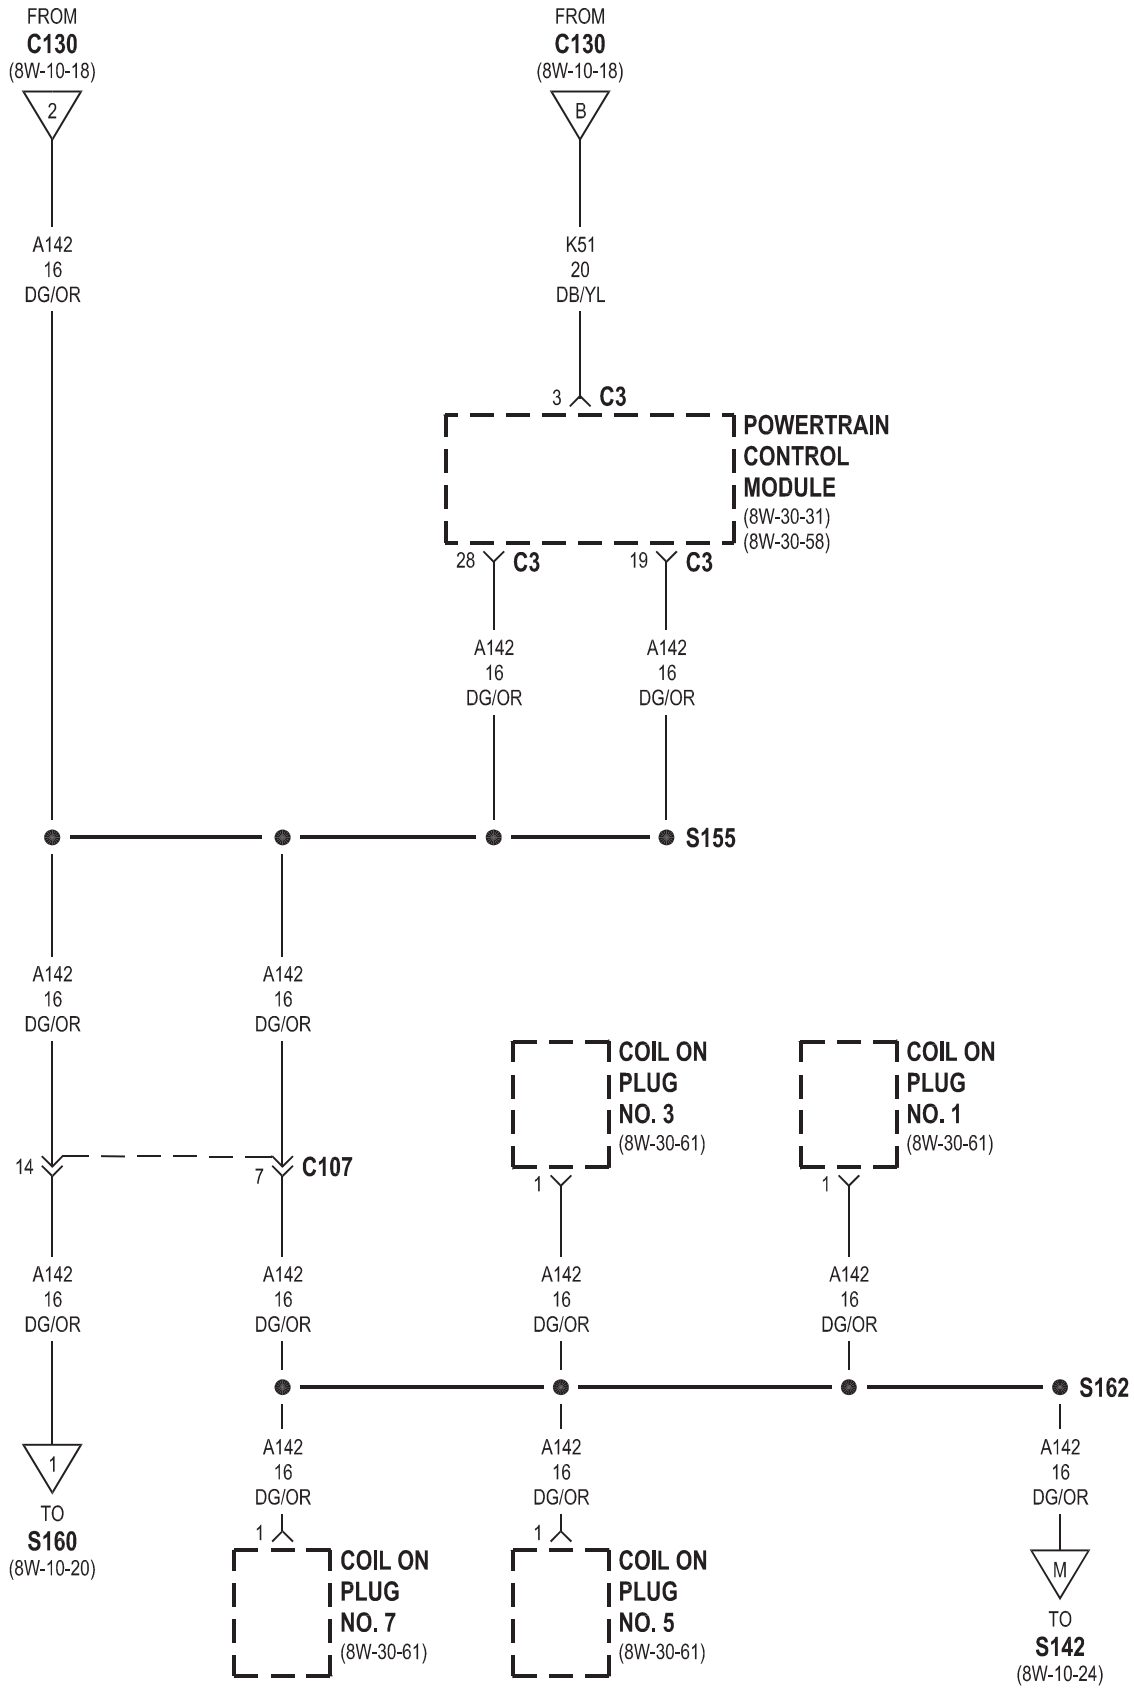 FROM
C130
(8W-10-18)
2
FROM
C130
(8W-10-18)
B
A142
16
DG/OR
K51
20
DB/YL
3 C3
POWERTRAIN
CONTROL
MODULE
(8W-30-31)
(8W-30-58)
28 C3
19 C3
A142
16
DG/OR
A142
16
DG/OR
S155
A142
16
DG/OR
A142
16
DG/OR
COIL ON
PLUG
NO. 3
(8W-30-61)
COIL ON
PLUG
NO. 1
(8W-30-61)
14
7 C107
1
1
A142
16
DG/OR
A142
16
DG/OR
A142
16
DG/OR
A142
16
DG/OR
S162
1
TO
S160
(8W-10-20)
A142
16
DG/OR
A142
16
DG/OR
A142
16
DG/OR
1
COIL ON
PLUG
NO. 7
(8W-30-61)
1
COIL ON
PLUG
NO. 5
(8W-30-61)
M
TO
S142
(8W-10-24)